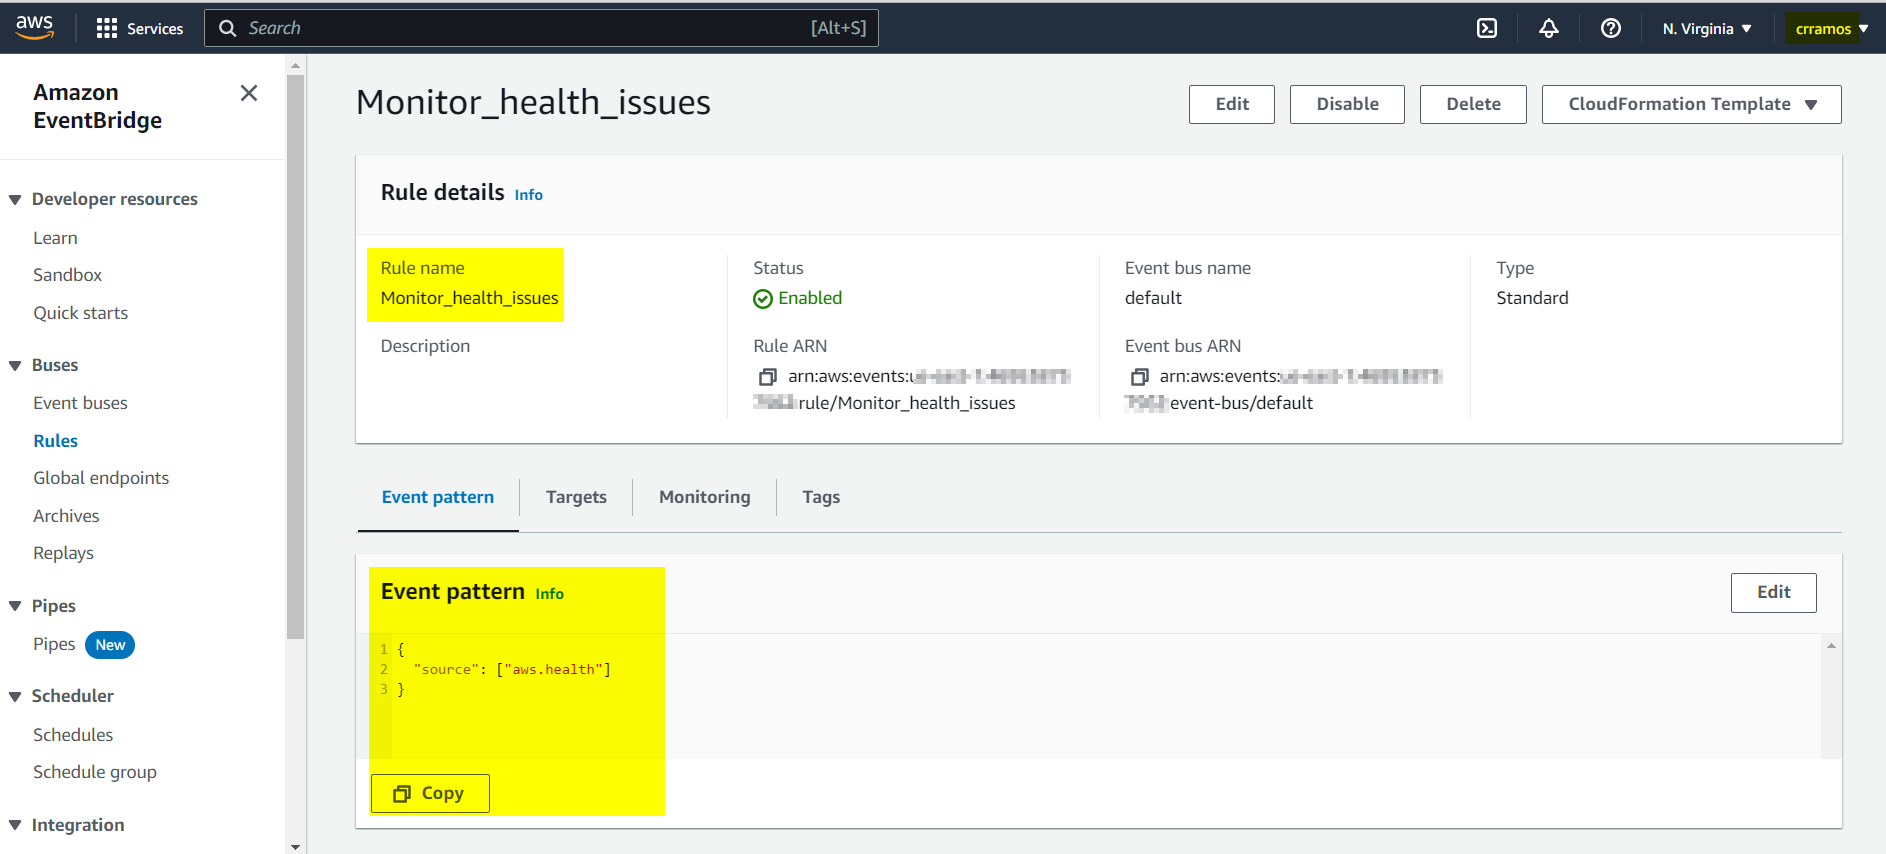 aws
Services
Search
[Alt+S]
N. Virginia
crramos
Amazon
EventBridge
Developer resources
Learn
Sandbox
Quick starts
Buses
Event buses
Rules
Global endpoints
Archives
Replays
Pipes
Pipes New
Scheduler
Schedules
Schedule group
Integration
Monitor_health_issues
Edit
Disable
Delete
CloudFormation Template
Rule details Info
Rule name
Monitor_health_issues
Description
Status
Enabled
Rule ARN
arn:aws:events:
rule/Monitor_health_issues
Event bus name
default
Event bus ARN
arn:aws:events:
event-bus/default
Type
Standard
Event pattern
Targets
Monitoring
Tags
Event pattern Info
Edit
1 {
2 "source": ["aws.health"]
3 }
Copy